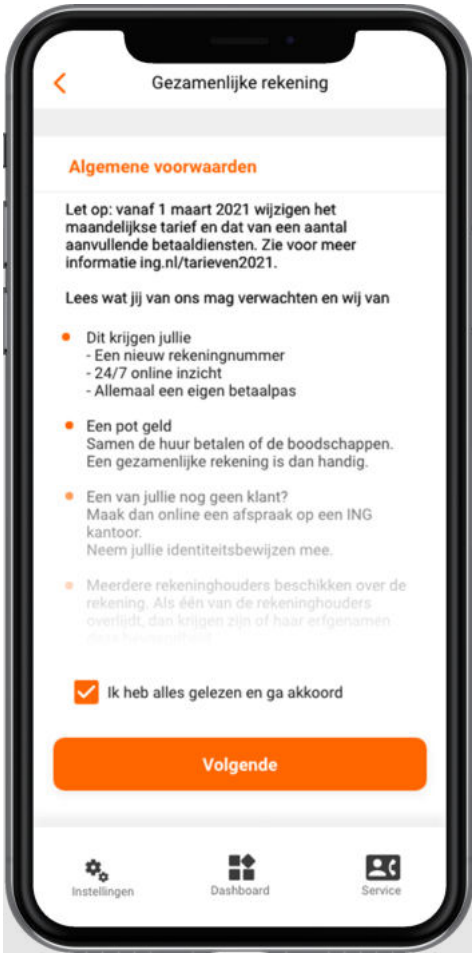 Gezamenlijke rekening
Algemene voorwaarden
Let op: vanaf 1 maart 2021 wijzigen het
maandelijkse tarief en dat van een aantal
aanvullende betaaldiensten. Zie voor meer
informatie ing.nl/tarieven2021.
Lees wat jij van ons mag verwachten en wij van
Dit krijgen jullie
- Een nieuw rekeningnummer
- 24/7 online inzicht
- Allemaal een eigen betaalpas
Een pot geld
Samen de huur betalen of de boodschappen.
Een gezamenlijke rekening is dan handig.
Een van jullie nog geen klant?
Maak dan online een afspraak op een ING
kantoor.
Neem jullie identiteitsbewijzen mee.
Meerdere rekeninghouders beschikken over de
rekening. Als één van de rekeninghouders
overlijdt, dan krijgen zijn of haar erfgenamen
Ik heb alles gelezen en ga akkoord
Volgende
Instellingen
Dashboard
Service